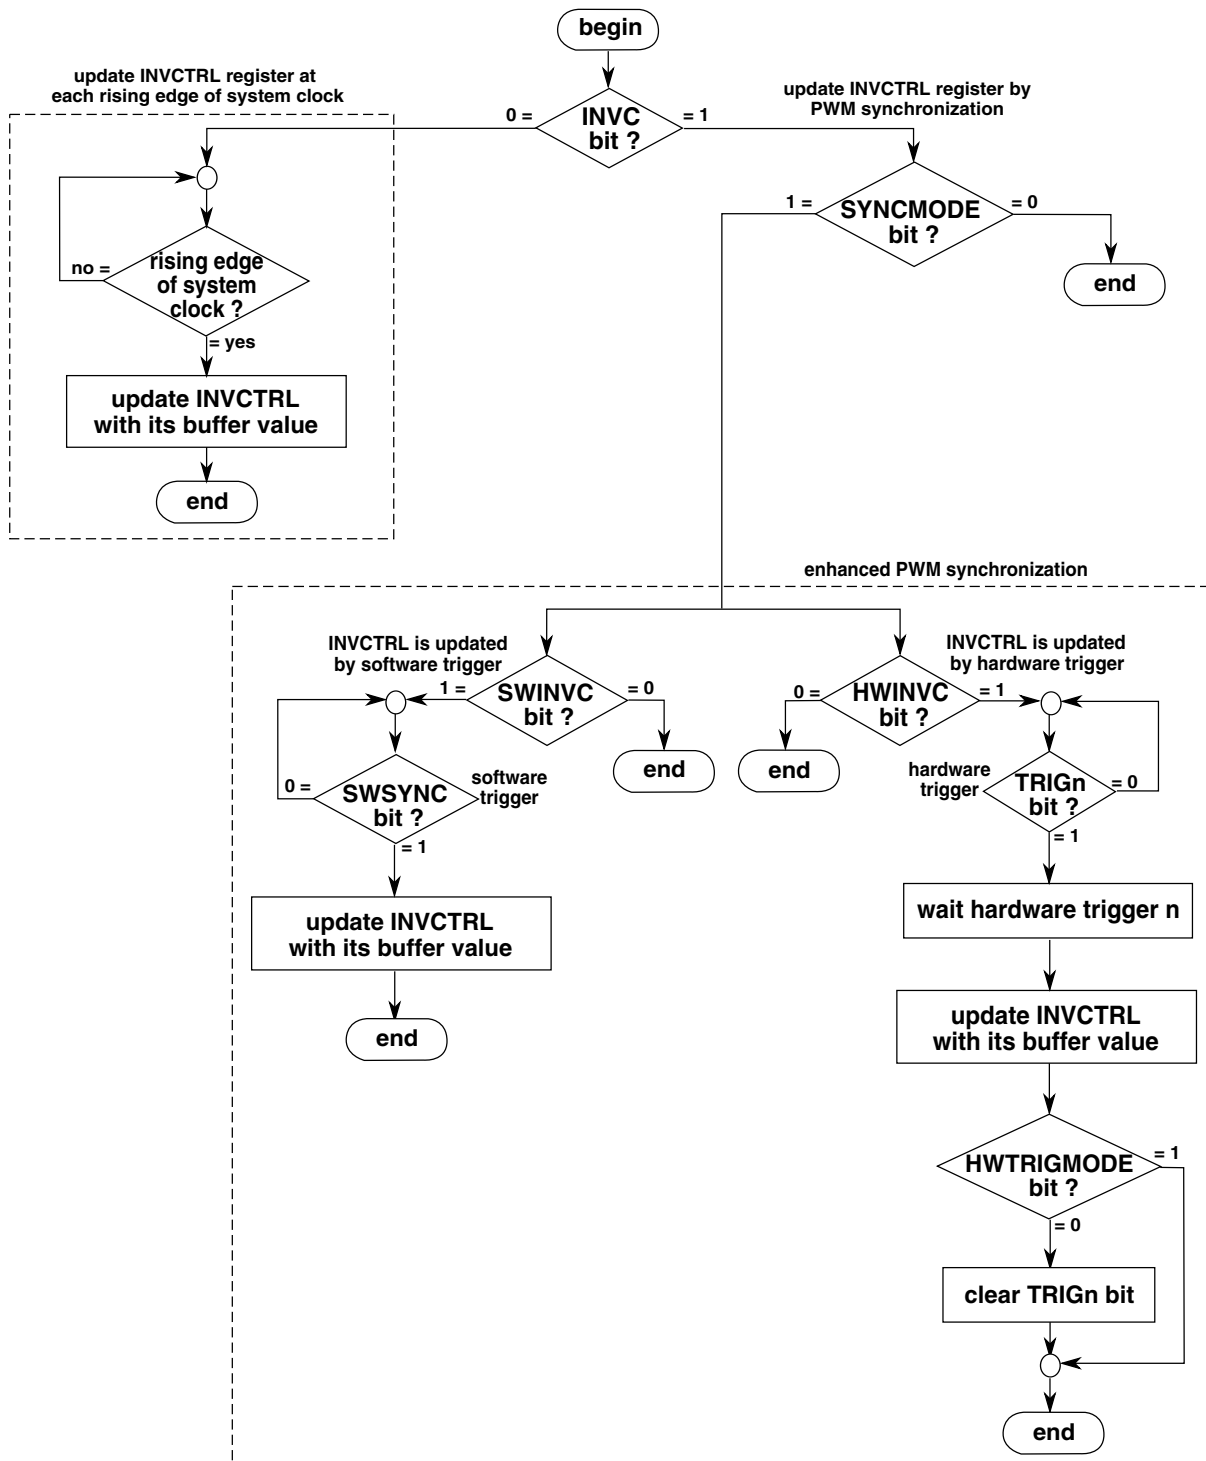 begin
update INVCTRL register at
each rising edge of system clock
update INVCTRL register by
PWM synchronization
0 =
INVC
bit ?
= 1
1 =
SYNCMODE
bit ?
= 0
end
no =
rising edge
of system
clock ?
= yes
update INVCTRL
with its buffer value
end
enhanced PWM synchronization
INVCTRL is updated
by software trigger
INVCTRL is updated
by hardware trigger
1 =
SWINVC
bit ?
= 0
end
0 =
HWINVC
bit ?
= 1
end
0 =
SWSYNC
bit ?
software
trigger
= 1
hardware
trigger
TRIGn
bit ?
= 0
= 1
update INVCTRL
with its buffer value
end
wait hardware trigger n
update INVCTRL
with its buffer value
HWTRIGMODE
bit ?
= 1
= 0
clear TRIGn bit
end